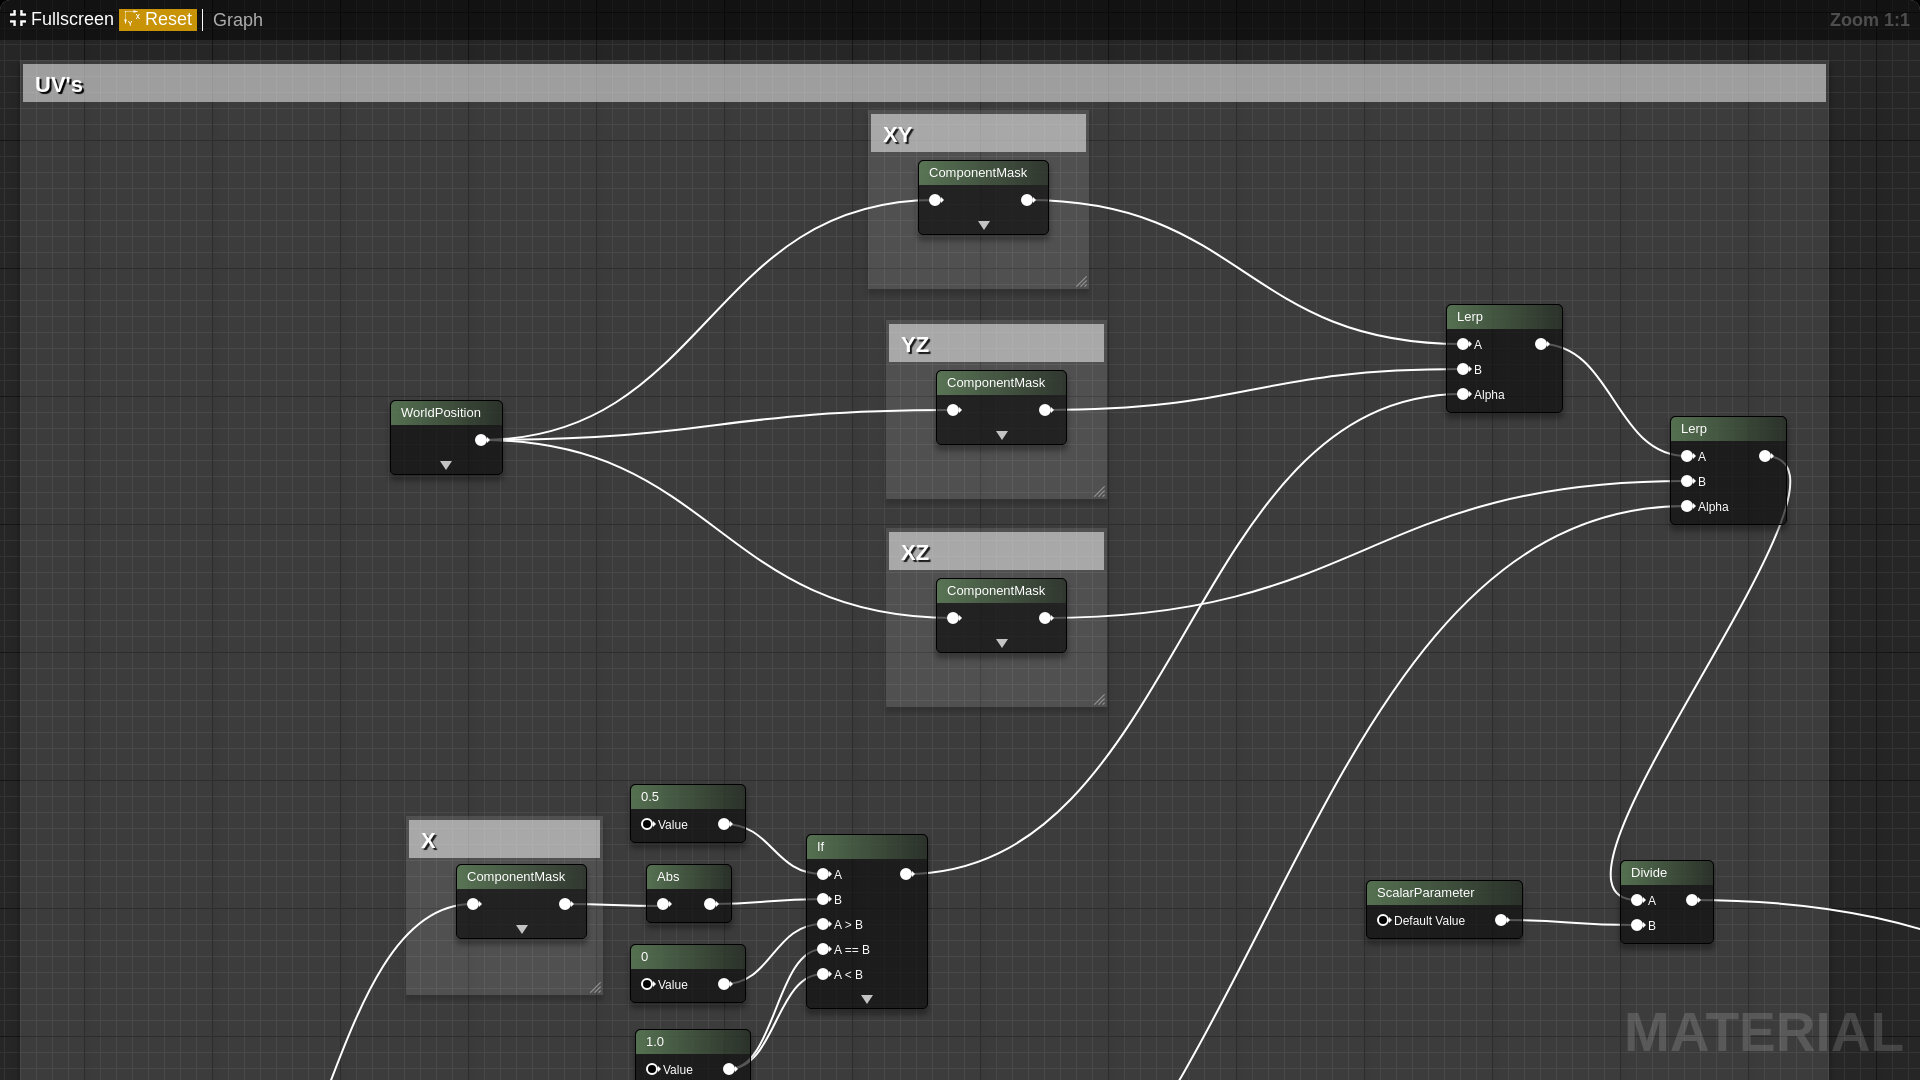 Fullscreen Reset Graph Zoom 1:1
UV's
XY
ComponentMask
YZ
ComponentMask
XZ
ComponentMask
WorldPosition
Lerp
A
B
Alpha
Lerp
A
B
Alpha
X
ComponentMask
0.5
Value
Abs
0
Value
1.0
Value
If
A
B
A > B
A == B
A < B
ScalarParameter
Default Value
Divide
A
B
MATERIAL